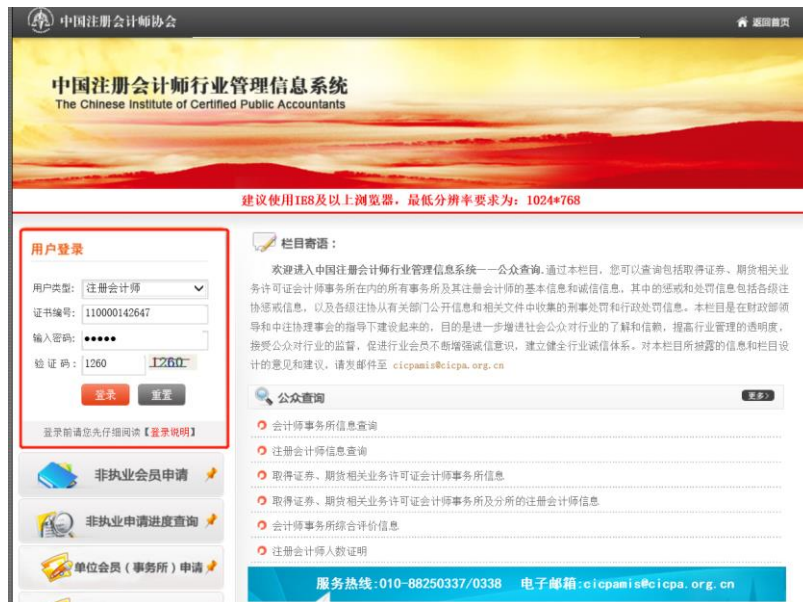 中国注册会计师协会
返回首页
中国注册会计师行业管理信息系统
The Chinese Institute of Certified Public Accountants
建议使用IE8及以上浏览器，最低分辨率要求为：1024*768
用户登录
用户类型： 注册会计师
证书编号： 110000142647
输入密码： •••••
验 证 码： 1260 1260
登录 重置
登录前请您先仔细阅读【登录说明】
非执业会员申请
非执业申请进度查询
单位会员（事务所）申请
栏目寄语：
欢迎进入中国注册会计师行业管理信息系统——公众查询.通过本栏目，您可以查询包括取得证券、期货相关业
务许可证会计师事务所在内的所有事务所及其注册会计师的基本信息和诚信信息，其中的惩戒和处罚信息包括各级注
协惩戒信息，以及各级注协从有关部门公开信息和相关文件中收集的刑事处罚和行政处罚信息。本栏目是在财政部领
导和中注协理事会的指导下建设起来的，目的是进一步增进社会公众对行业的了解和信赖，提高行业管理的透明度，
接受公众对行业的监督，促进行业会员不断增强诚信意识，建立健全行业诚信体系。对本栏目所披露的信息和栏目设
计的意见和建议，请发邮件至 cicpamis@cicpa.org.cn
公众查询
更多>
会计师事务所信息查询
注册会计师信息查询
取得证券、期货相关业务许可证会计师事务所信息
取得证券、期货相关业务许可证会计师事务所及分所的注册会计师信息
会计师事务所综合评价信息
注册会计师人数证明
服务热线:010-88250337/0338 电子邮箱:cicpamis@cicpa.org.cn